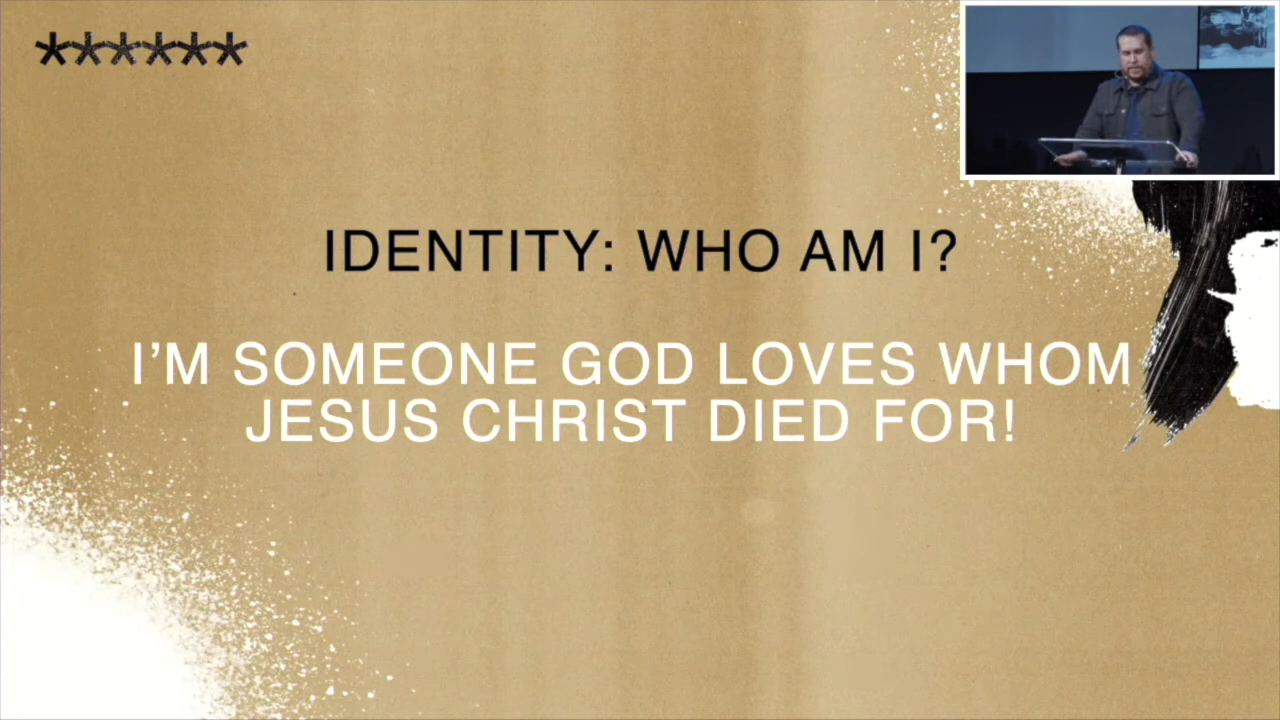 ******
IDENTITY: WHO AM I?
I’M SOMEONE GOD LOVES WHOM
JESUS CHRIST DIED FOR!